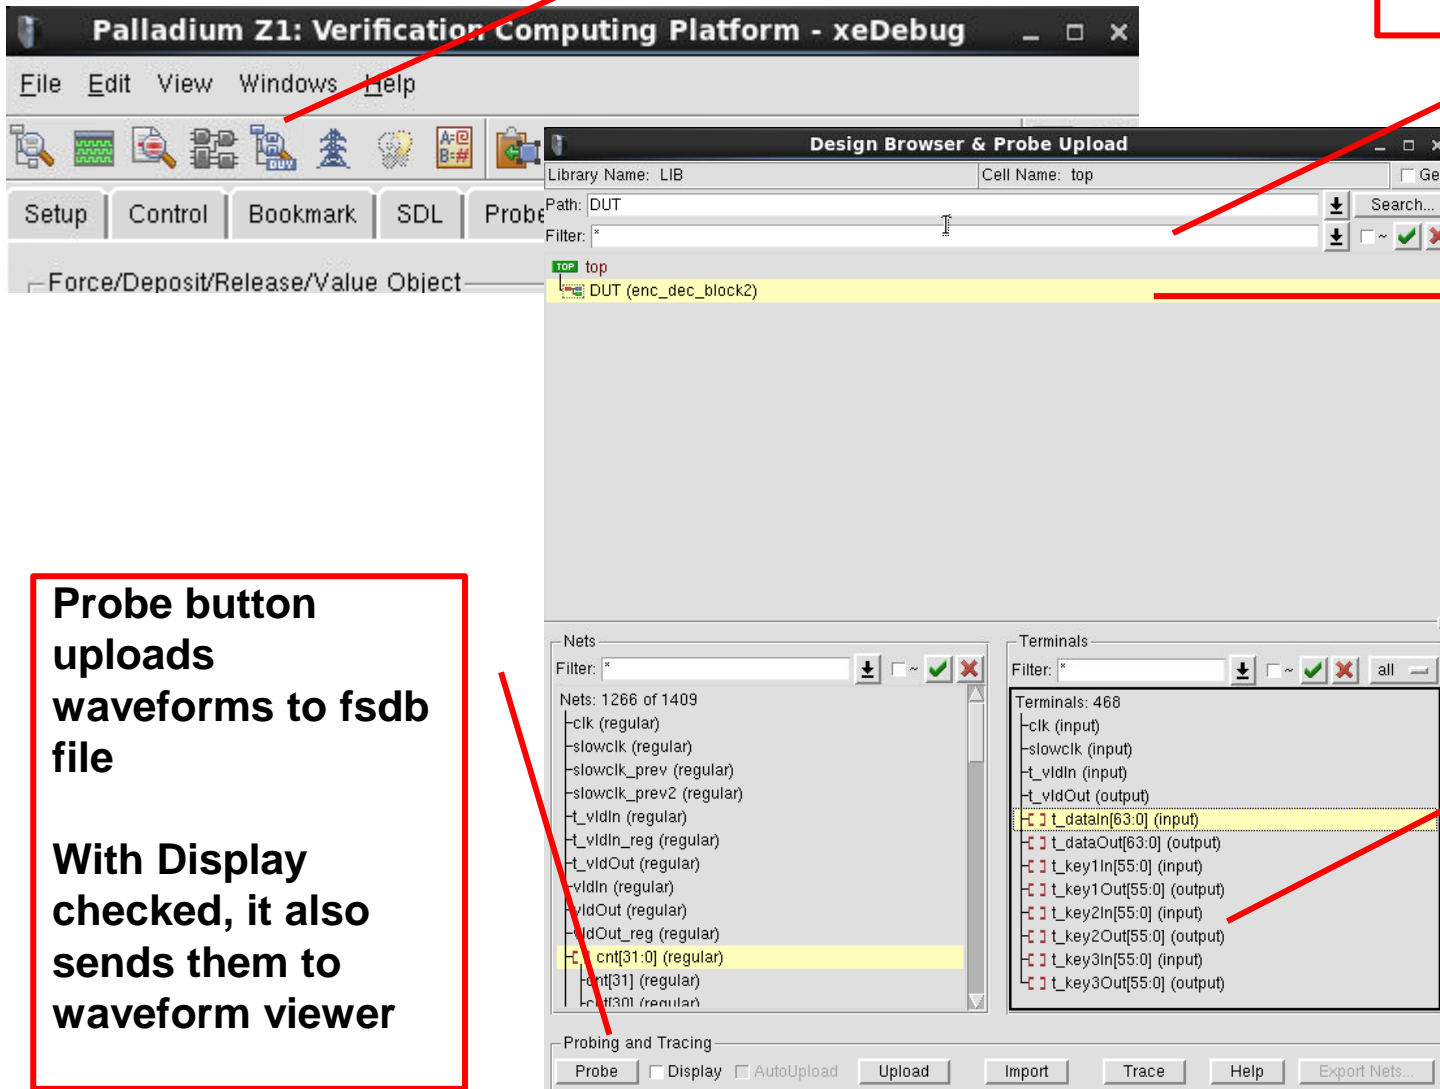 Palladium Z1: Verification Computing Platform - xeDebug
File Edit View Windows Help
Setup Control Bookmark SDL Probe
Force/Deposit/Release/Value Object
Design Browser & Probe Upload
Library Name: LIB Cell Name: top Ge
Path: DUT Search...
Filter: * ~
TOP top
DUT (enc_dec_block2)
Probe button
uploads
waveforms to fsdb
file
With Display
checked, it also
sends them to
waveform viewer
Nets
Filter: * ~
Nets: 1266 of 1409
clk (regular)
slowclk (regular)
slowclk_prev (regular)
slowclk_prev2 (regular)
t_vldIn (regular)
t_vldIn_reg (regular)
t_vldOut (regular)
vldIn (regular)
vldOut (regular)
vldOut_reg (regular)
cnt[31:0] (regular)
cnt[31] (regular)
cnt[30] (regular)
Terminals
Filter: * ~ all
Terminals: 468
clk (input)
slowclk (input)
t_vldIn (input)
t_vldOut (output)
t_dataIn[63:0] (input)
t_dataOut[63:0] (output)
t_key1In[55:0] (input)
t_key1Out[55:0] (output)
t_key2In[55:0] (input)
t_key2Out[55:0] (output)
t_key3In[55:0] (input)
t_key3Out[55:0] (output)
Probing and Tracing
Probe Display AutoUpload Upload Import Trace Help Export Nets...